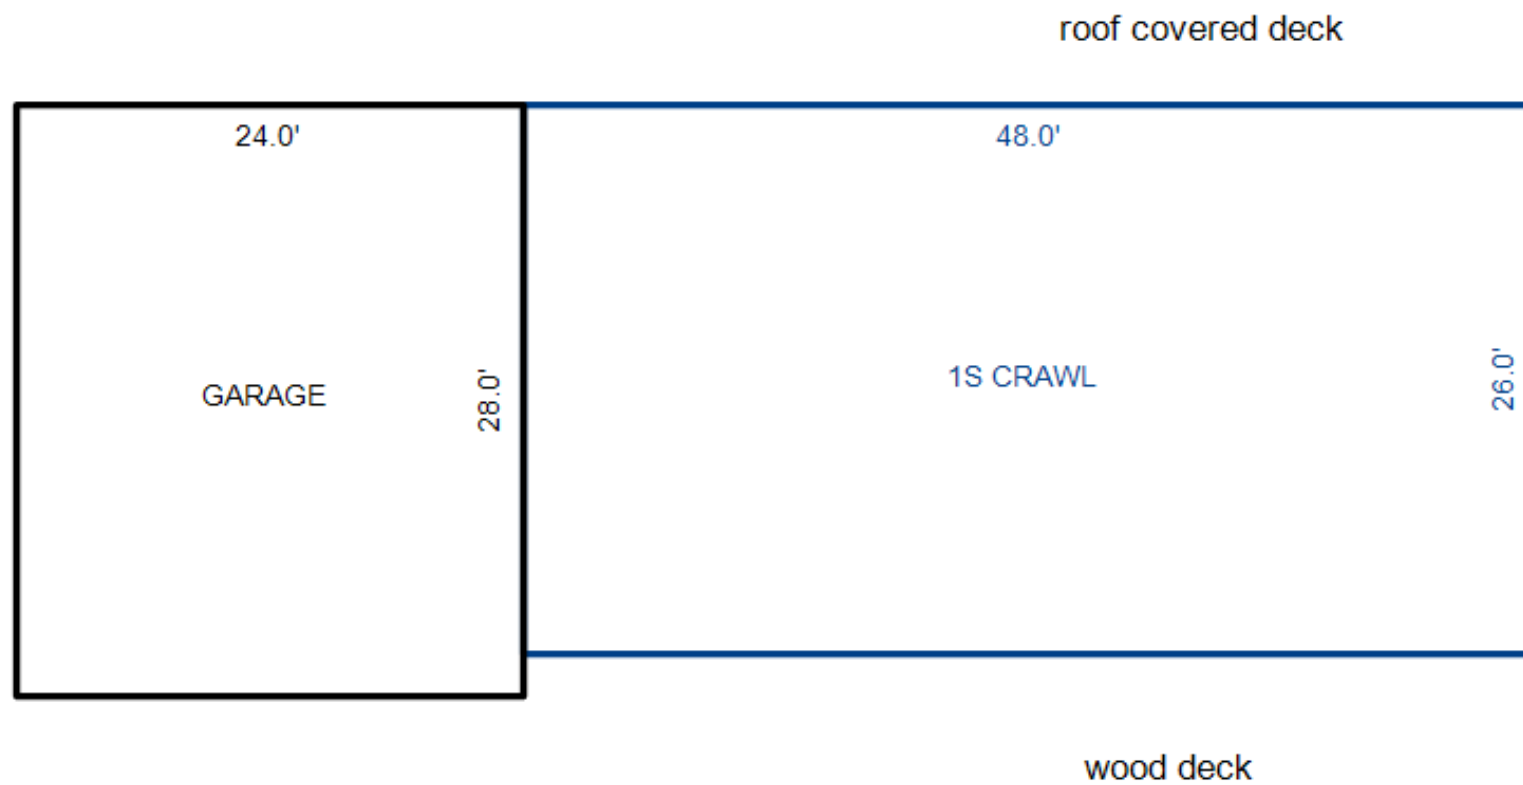 roof covered deck
24.0'
48.0'
GARAGE
28.0'
1S CRAWL
26.0'
wood deck